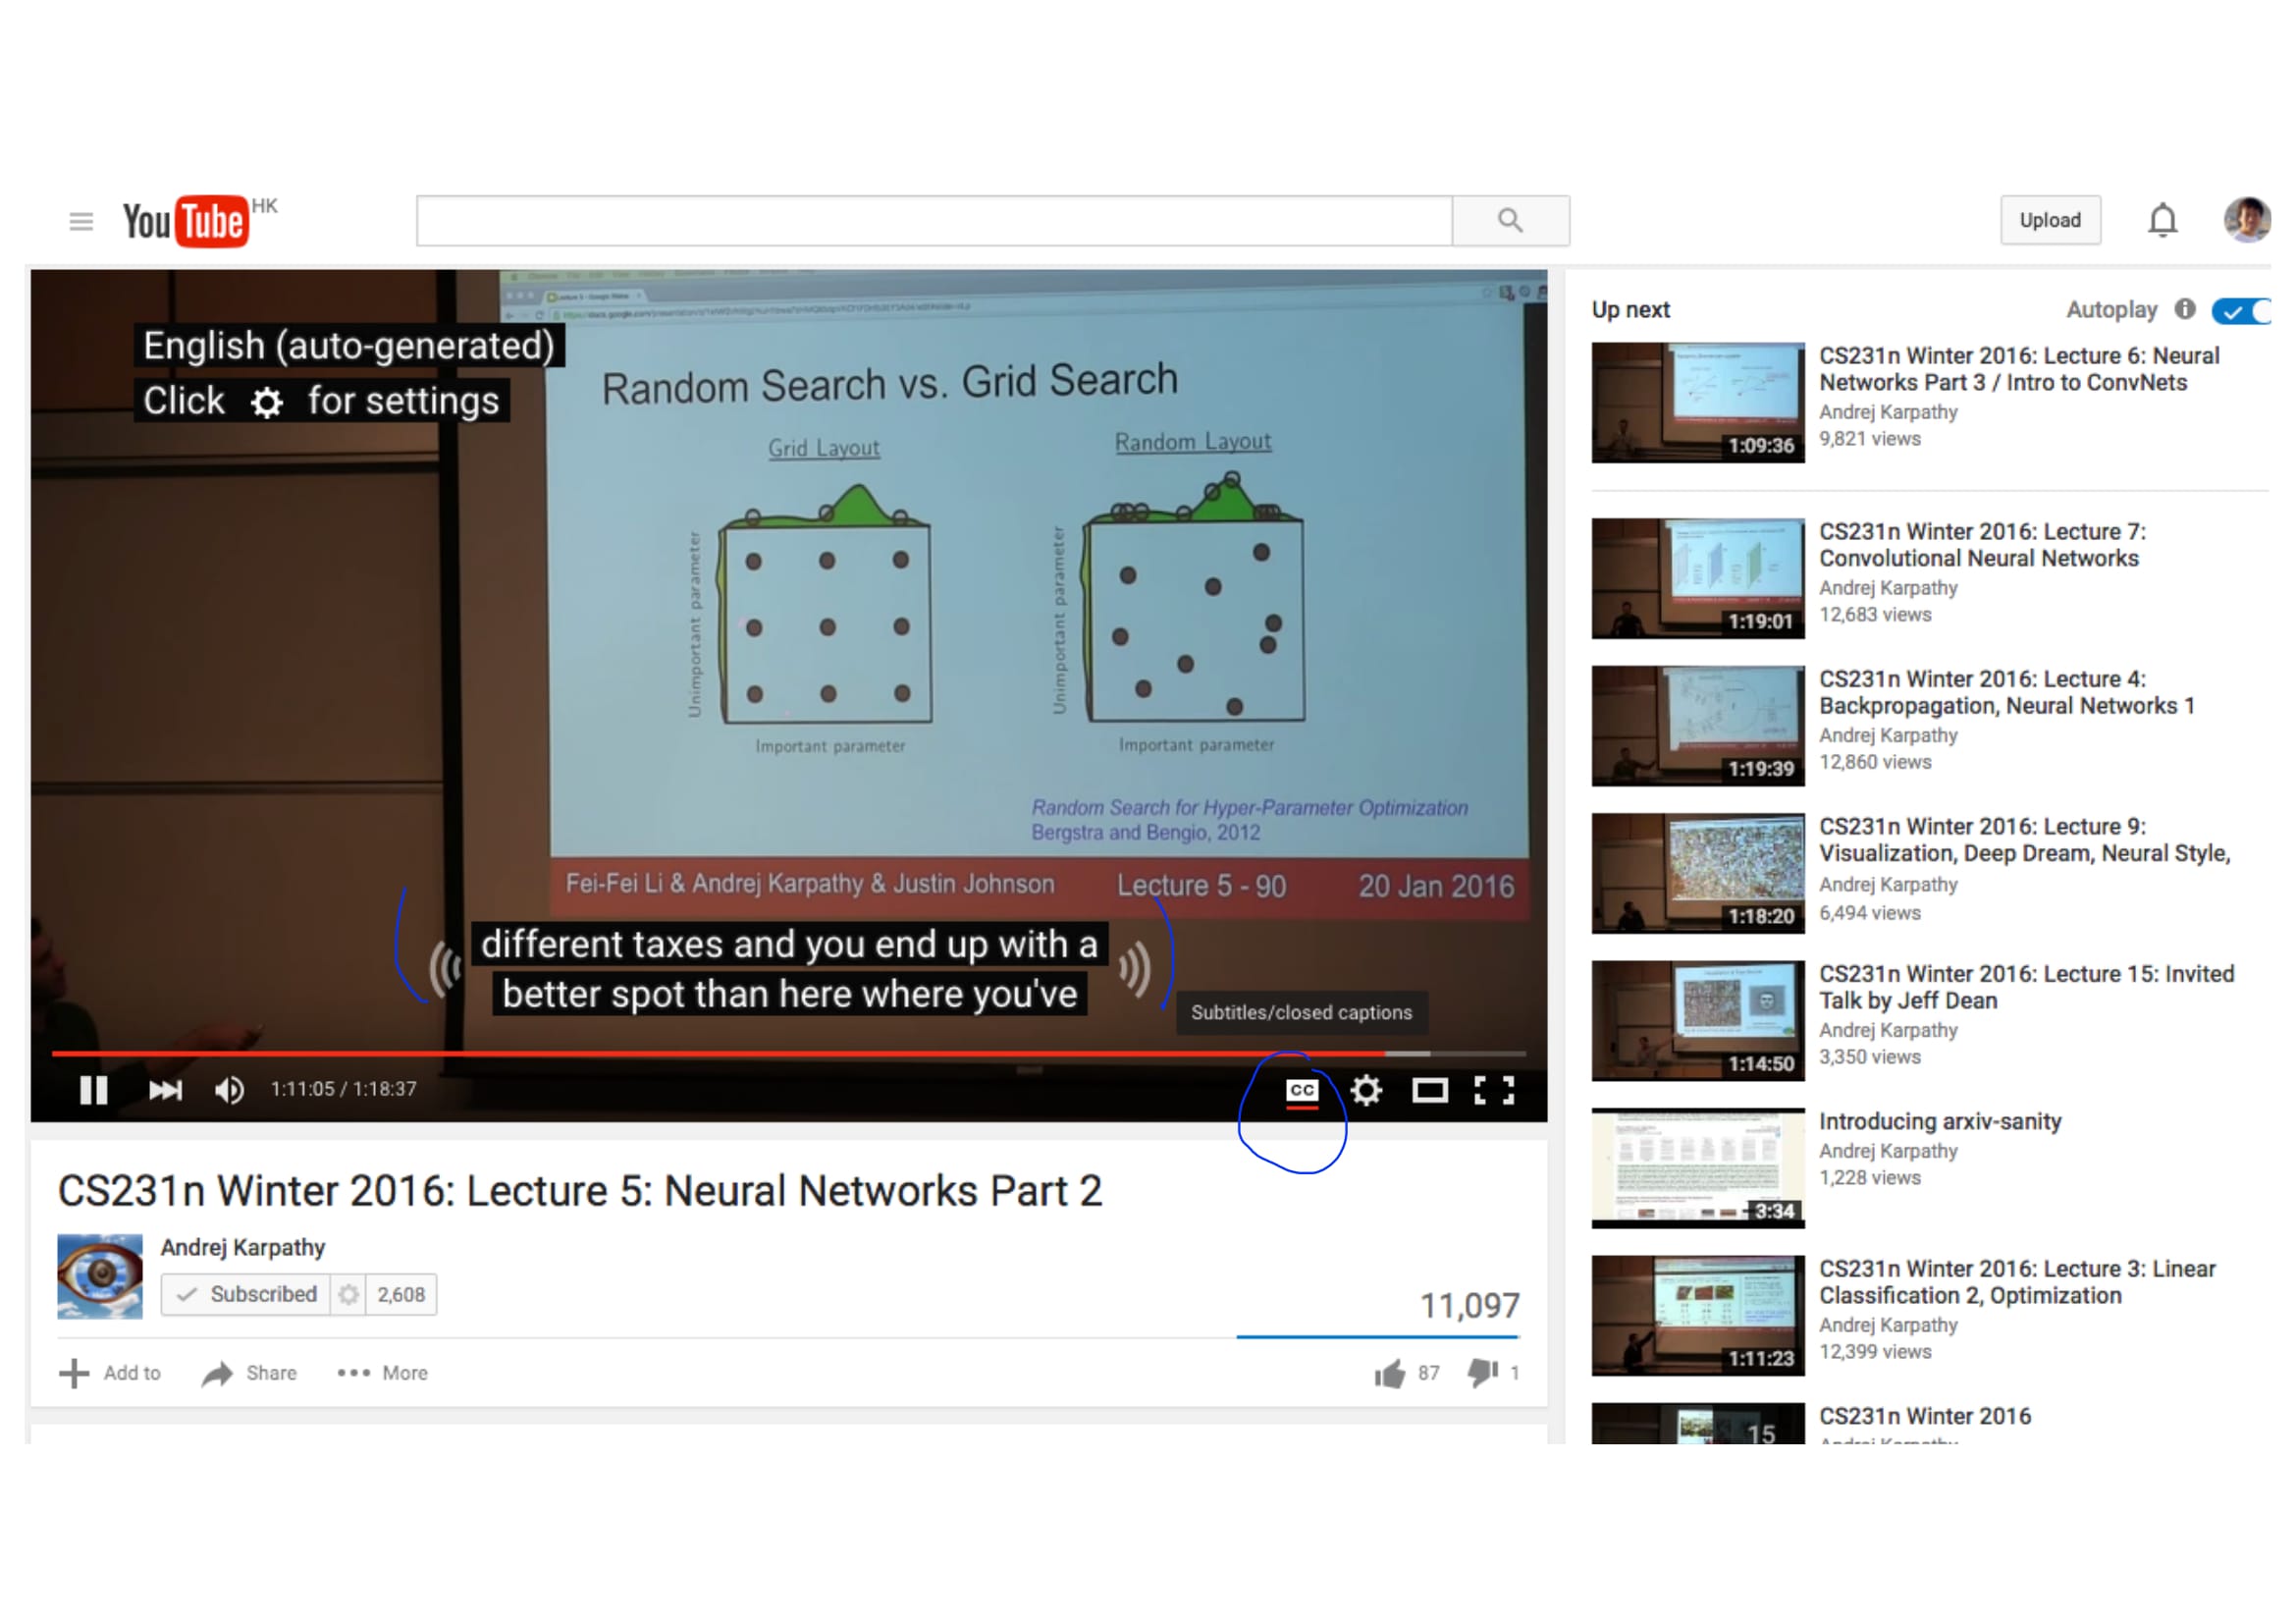 YouTube HK
Upload
English (auto-generated)
Click for settings
Random Search vs. Grid Search
Grid Layout
Random Layout
Unimportant parameter
Important parameter
Unimportant parameter
Important parameter
Random Search for Hyper-Parameter Optimization
Bergstra and Bengio, 2012
Fei-Fei Li & Andrej Karpathy & Justin Johnson
Lecture 5 - 90
20 Jan 2016
different taxes and you end up with a
better spot than here where you've
Subtitles/closed captions
1:11:05 / 1:18:37
CC
CS231n Winter 2016: Lecture 5: Neural Networks Part 2
Andrej Karpathy
Subscribed
2,608
11,097
Add to
Share
More
87
1
Up next
Autoplay
1:09:36
CS231n Winter 2016: Lecture 6: Neural
Networks Part 3 / Intro to ConvNets
Andrej Karpathy
9,821 views
1:19:01
CS231n Winter 2016: Lecture 7:
Convolutional Neural Networks
Andrej Karpathy
12,683 views
1:19:39
CS231n Winter 2016: Lecture 4:
Backpropagation, Neural Networks 1
Andrej Karpathy
12,860 views
1:18:20
CS231n Winter 2016: Lecture 9:
Visualization, Deep Dream, Neural Style,
Andrej Karpathy
6,494 views
1:14:50
CS231n Winter 2016: Lecture 15: Invited
Talk by Jeff Dean
Andrej Karpathy
3,350 views
3:34
Introducing arxiv-sanity
Andrej Karpathy
1,228 views
1:11:23
CS231n Winter 2016: Lecture 3: Linear
Classification 2, Optimization
Andrej Karpathy
12,399 views
15
CS231n Winter 2016